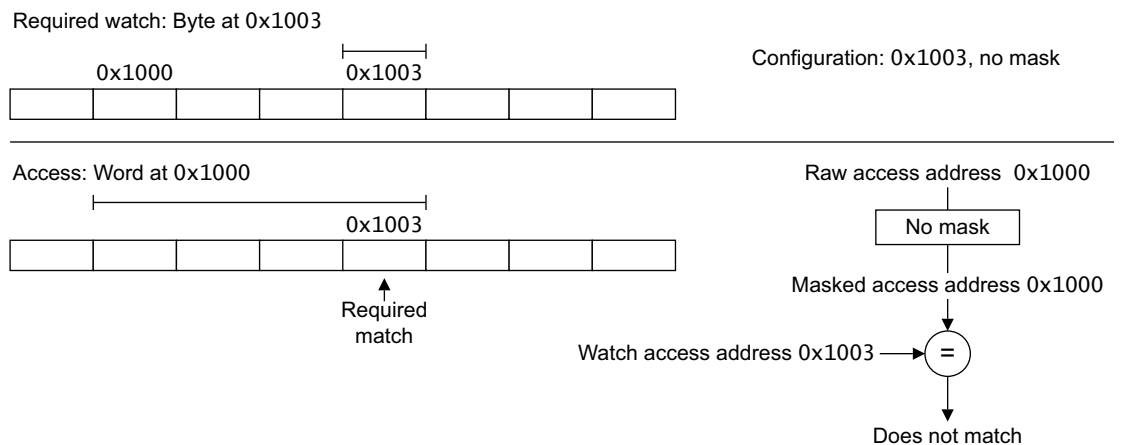 Required watch: Byte at 0x1003
0x1000
0x1003
Configuration: 0x1003, no mask
Access: Word at 0x1000
0x1003
Required
match
Raw access address 0x1000
No mask
Masked access address 0x1000
Watch access address 0x1003
=
Does not match